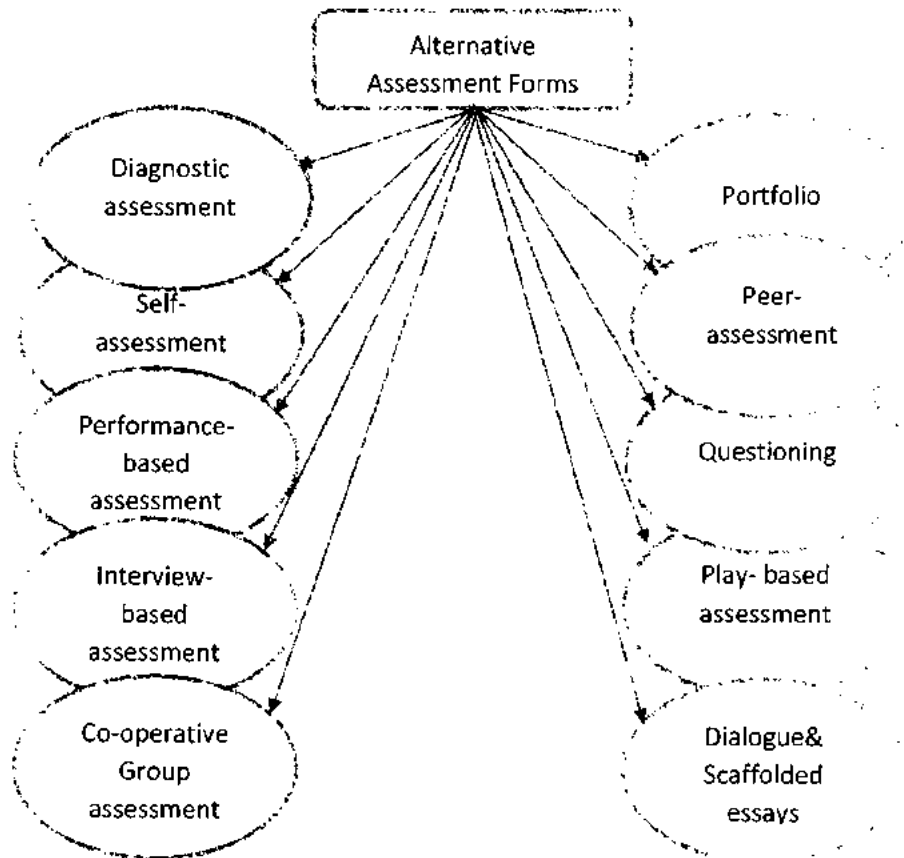 Alternative
Assessment Forms
Diagnostic
assessment
Self-
assessment
Performance-
based
assessment
Interview-
based
assessment
Co-operative
Group
assessment
Portfolio
Peer-
assessment
Questioning
Play- based
assessment
Dialogue&
Scaffolded
essays